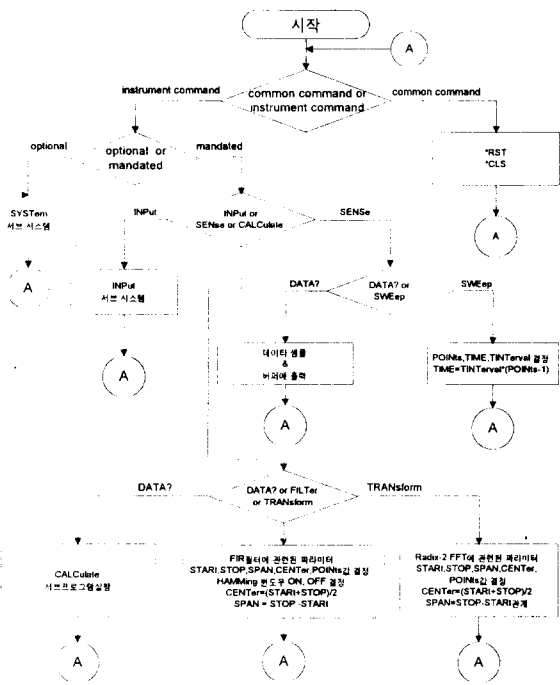 시작
A
instrument command
common command or
instrument command
common command
optional
optional or
mandated
mandated
*RST
*CLS
SYSTem
서브 시스템
INPut
INPut or
SENse or CALCulate
SENSe
A
A
INPut
서브 시스템
DATA?
DATA? or
SWEep
SWEep
A
데이타 샘플
&
버퍼에 출력
POINts,TIME,TINTerval 결정
TIME=TINTerval*(POINts-1)
A
A
DATA?
DATA? or FILTer
or TRANsform
TRANsform
CALCulate
서브프로그램실행
FIR필터에 관련된 파라미터
STARt,STOP,SPAN,CENTer,POINts값 결정
HAMMing 윈도우 ON, OFF 결정
CENTer=(STARt+STOP)/2
SPAN = STOP -STARt
Radix-2 FFT에 관련된 파라미터
STARt,STOP,SPAN,CENTer,
POINts값 결정
CENTer=(STARt+STOP)/2
SPAN=STOP-STARt관계
A
A
A